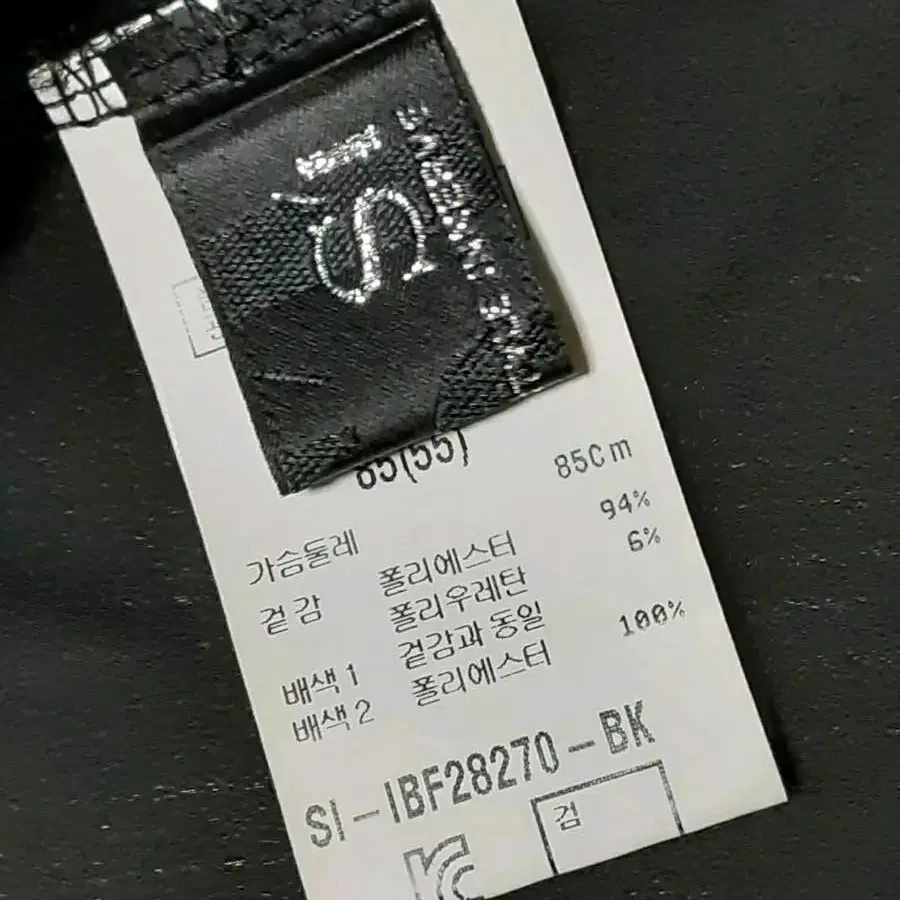 SI
85(55)
가슴둘레 85Cm
겉감 폴리에스터 94%
폴리우레탄 6%
배색1 겉감과 동일
배색2 폴리에스터 100%
SI-IBF28270-BK
검